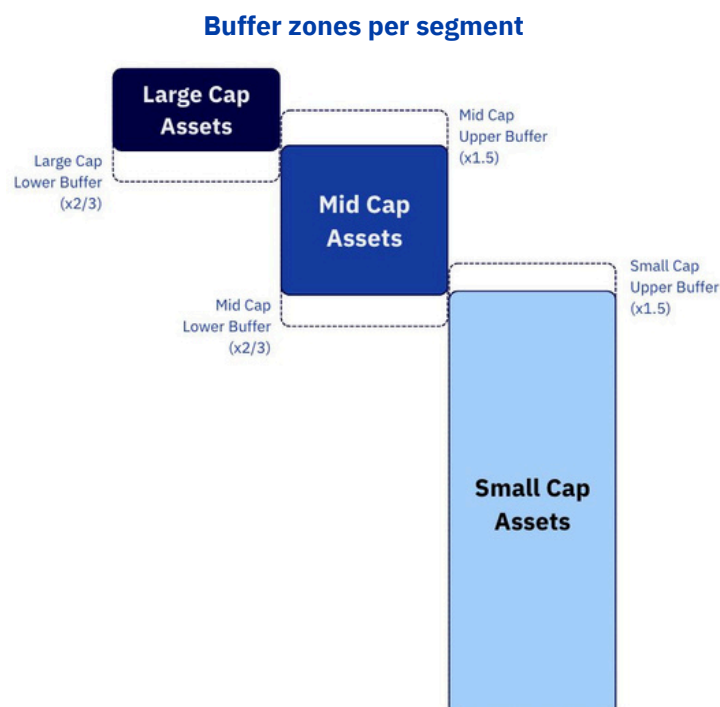 Buffer zones per segment
Large Cap
Assets
Mid Cap
Upper Buffer
(x1.5)
Large Cap
Lower Buffer
(x2/3)
Mid Cap
Assets
Small Cap
Upper Buffer
(x1.5)
Mid Cap
Lower Buffer
(x2/3)
Small Cap
Assets